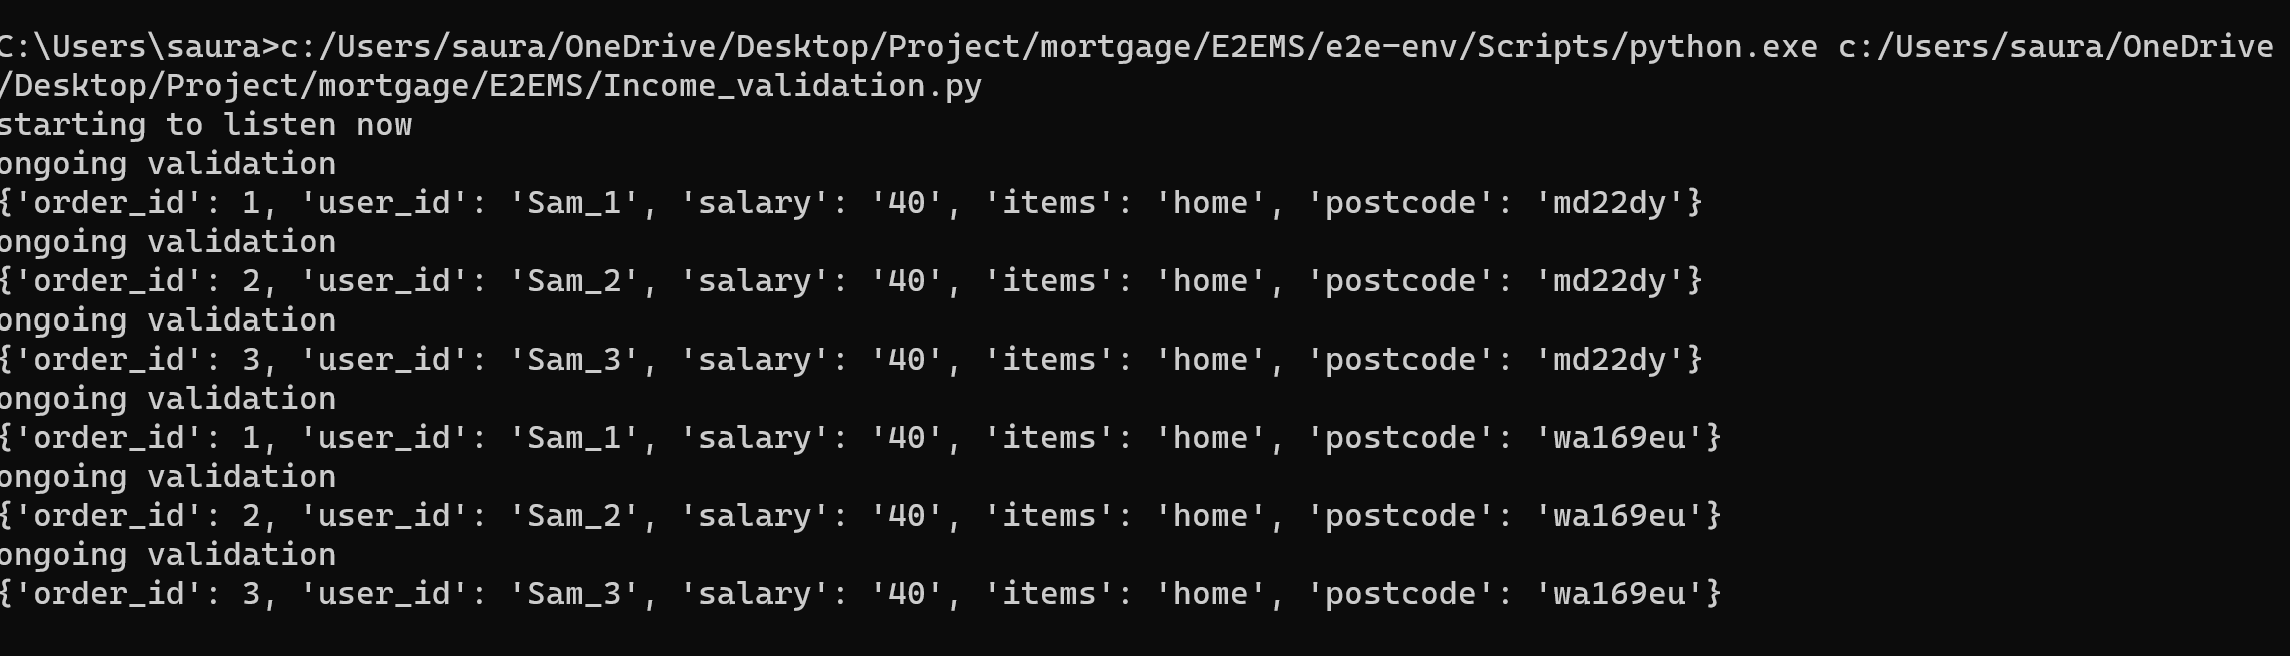 C:\Users\saura>c:/Users/saura/OneDrive/Desktop/Project/mortgage/E2EMS/e2e-env/Scripts/python.exe c:/Users/saura/OneDrive
/Desktop/Project/mortgage/E2EMS/Income_validation.py
starting to listen now
ongoing validation
{'order_id': 1, 'user_id': 'Sam_1', 'salary': '40', 'items': 'home', 'postcode': 'md22dy'}
ongoing validation
{'order_id': 2, 'user_id': 'Sam_2', 'salary': '40', 'items': 'home', 'postcode': 'md22dy'}
ongoing validation
{'order_id': 3, 'user_id': 'Sam_3', 'salary': '40', 'items': 'home', 'postcode': 'md22dy'}
ongoing validation
{'order_id': 1, 'user_id': 'Sam_1', 'salary': '40', 'items': 'home', 'postcode': 'wa169eu'}
ongoing validation
{'order_id': 2, 'user_id': 'Sam_2', 'salary': '40', 'items': 'home', 'postcode': 'wa169eu'}
ongoing validation
{'order_id': 3, 'user_id': 'Sam_3', 'salary': '40', 'items': 'home', 'postcode': 'wa169eu'}